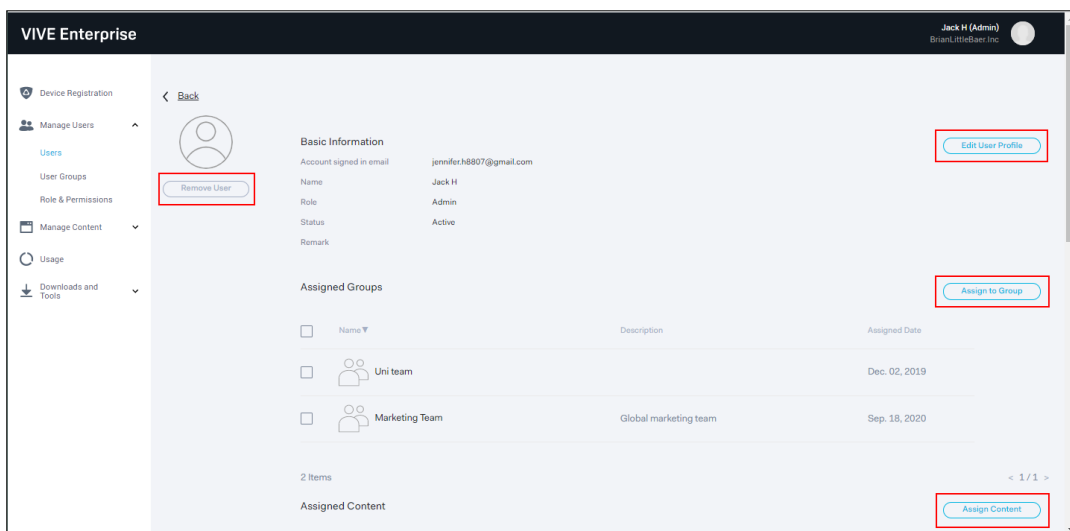 VIVE Enterprise
Jack H (Admin)
BrianLittleBaer.Inc
Device Registration
Manage Users
Users
User Groups
Role & Permissions
Manage Content
Usage
Downloads and
Tools
Back
Remove User
Basic Information
Edit User Profile
Account signed in email jennifer.h8807@gmail.com
Name Jack H
Role Admin
Status Active
Remark
Assigned Groups
Assign to Group
Name▼ Description Assigned Date
Uni team Dec. 02, 2019
Marketing Team Global marketing team Sep. 18, 2020
2 Items < 1 / 1 >
Assigned Content
Assign Content